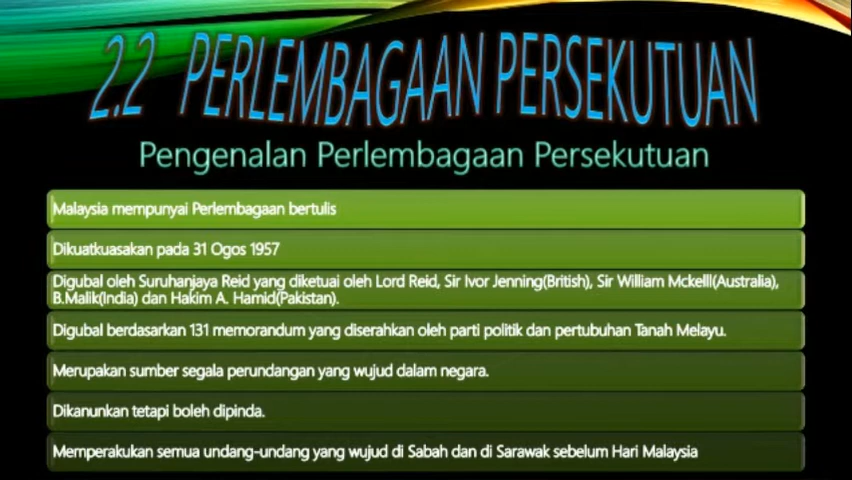 2.2 PERLEMBAGAAN PERSEKUTUAN
Pengenalan Perlembagaan Persekutuan
Malaysia mempunyai Perlembagaan bertulis
Dikuatkuasakan pada 31 Ogos 1957
Digubal oleh Suruhanjaya Reid yang diketuai oleh Lord Reid, Sir Ivor Jenning(British), Sir William Mckelll(Australia),
B.Malik(India) dan Hakim A. Hamid(Pakistan).
Digubal berdasarkan 131 memorandum yang diserahkan oleh parti politik dan pertubuhan Tanah Melayu.
Merupakan sumber segala perundangan yang wujud dalam negara.
Dikanunkan tetapi boleh dipinda.
Memperakukan semua undang-undang yang wujud di Sabah dan di Sarawak sebelum Hari Malaysia